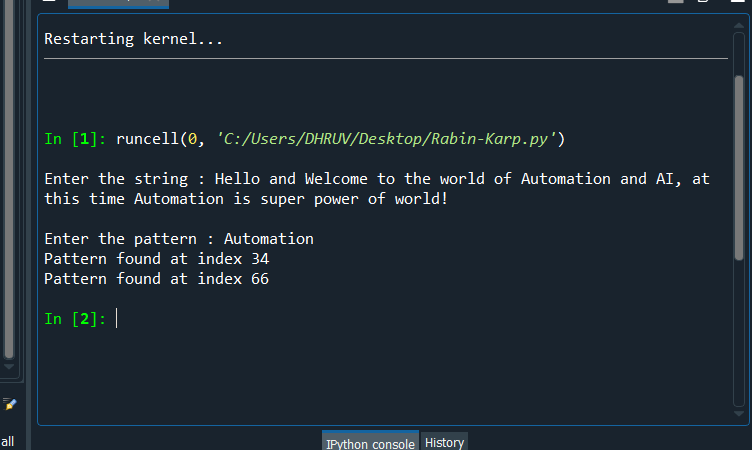 Restarting kernel...
In [1]: runcell(0, 'C:/Users/DHRUV/Desktop/Rabin-Karp.py')
Enter the string : Hello and Welcome to the world of Automation and AI, at
this time Automation is super power of world!
Enter the pattern : Automation
Pattern found at index 34
Pattern found at index 66
In [2]:
all
IPython console History